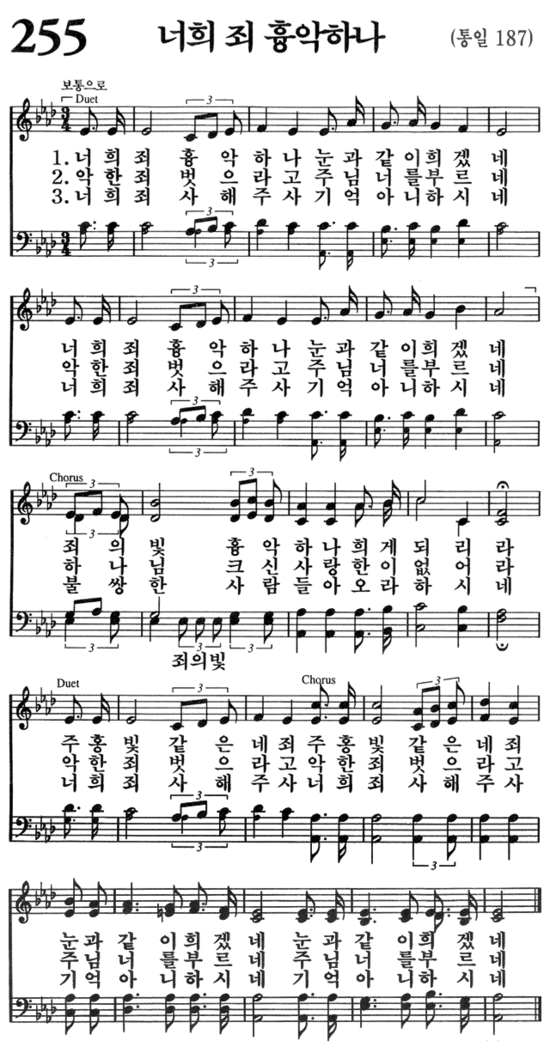 255 너희 죄 흉악하나 (통일 187)
보통으로
Duet
3
1. 너 희 죄 흉 악 하 나 눈 과 같 이 희 겠 네
2. 악 한 죄 벗 으 라 고 주 님 너 를 부 르 네
3. 너 희 죄 사 해 주 사 기 억 아 니 하 시 네
3
3
너 희 죄 흉 악 하 나 눈 과 같 이 희 겠 네
악 한 죄 벗 으 라 고 주 님 너 를 부 르 네
너 희 죄 사 해 주 사 기 억 아 니 하 시 네
3
Chorus
3 3
죄 의 빛 흉 악 하 나 희 게 되 리 라
하 나 님 크 신 사 랑 한 이 없 어 라
불 쌍 한 사 람 들 아 오 라 하 시 네
3 3 3
죄의빛
Duet Chorus
3
주 홍 빛 같 은 네 죄 주 홍 빛 같 은 네 죄
악 한 죄 벗 으 라 고 악 한 죄 벗 으 라 고
너 희 죄 사 해 주 사 너 희 죄 사 해 주 사
3 3
눈 과 같 이 희 겠 네 눈 과 같 이 희 겠 네
주 님 너 를 부 르 네 주 님 너 를 부 르 네
기 억 아 니 하 시 네 기 억 아 니 하 시 네